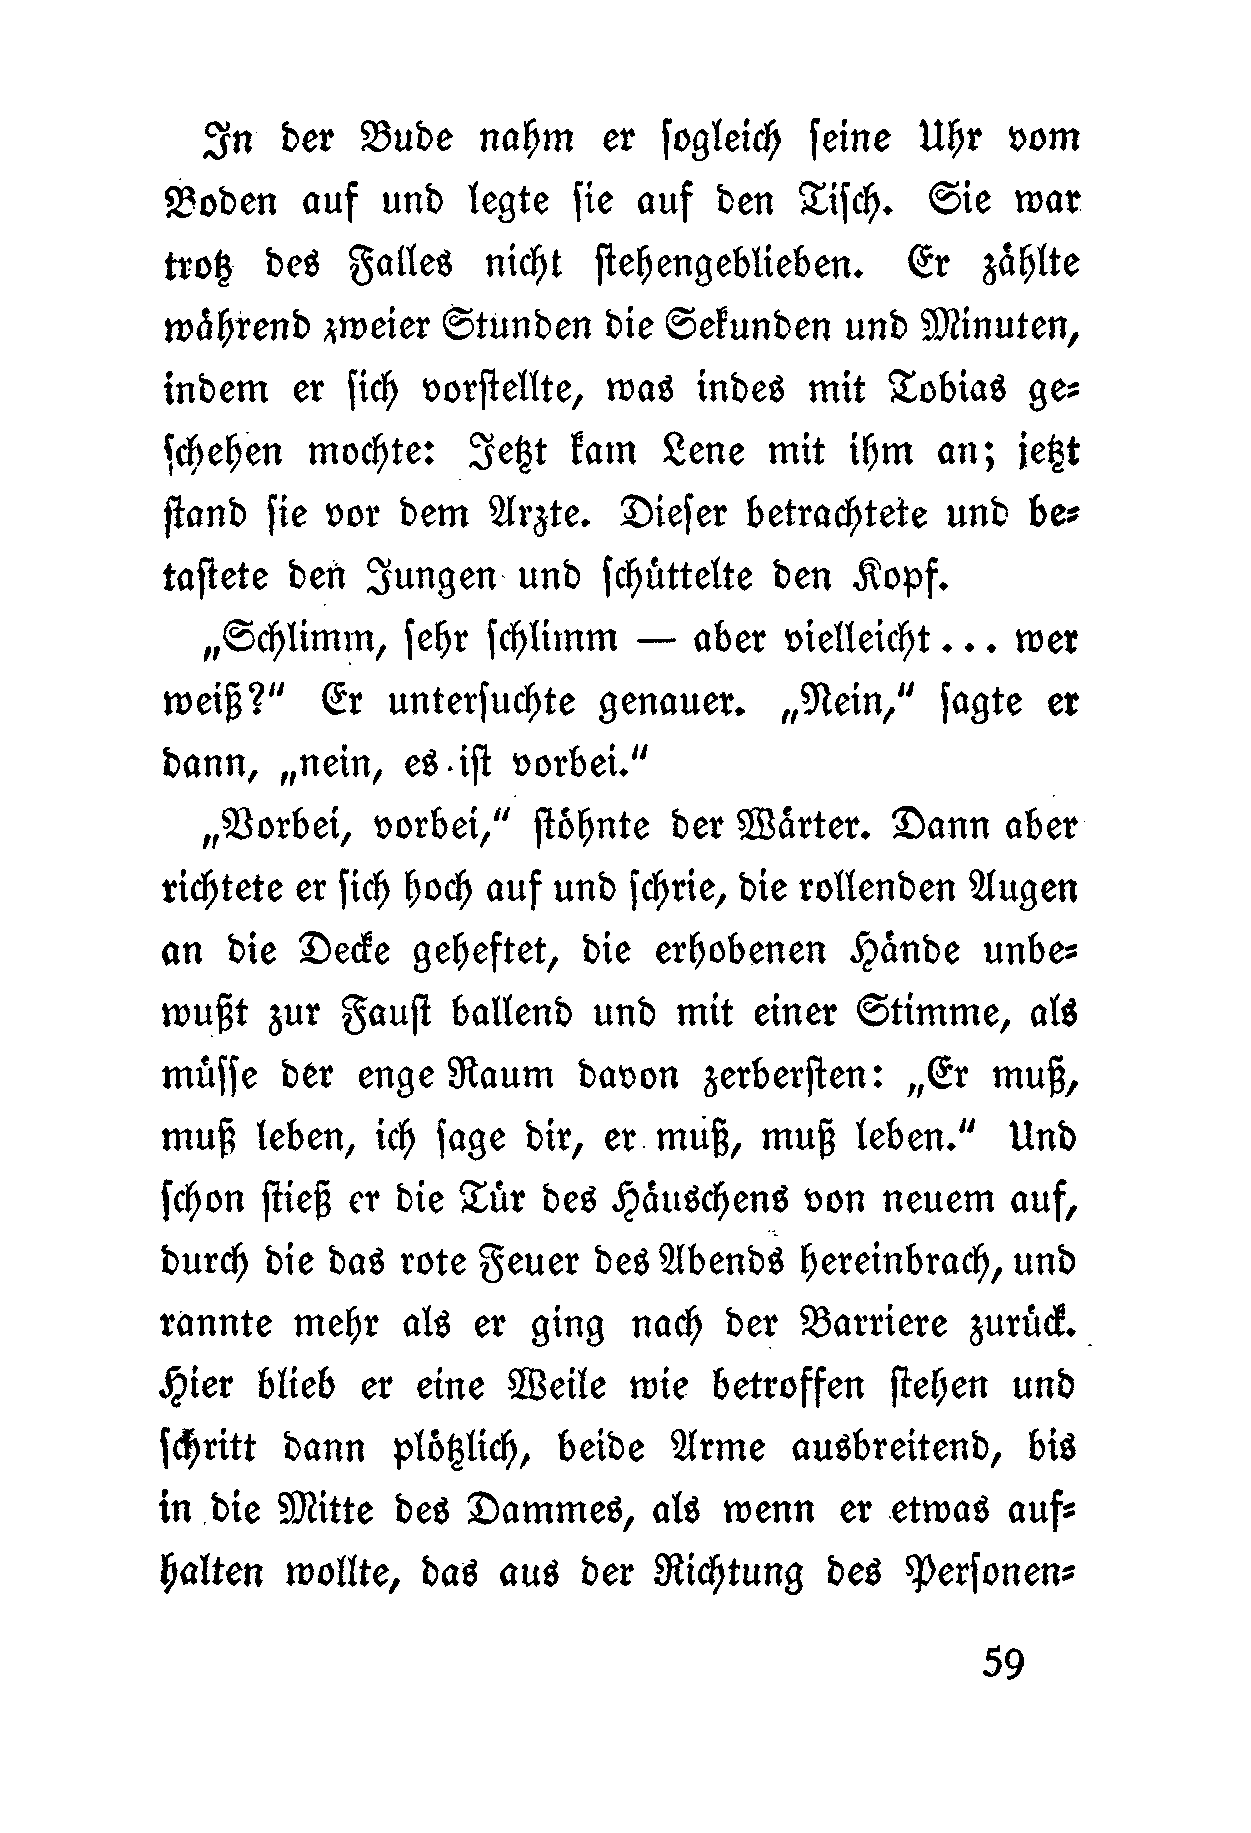 In der Bude nahm er sogleich seine Uhr vom
Boden auf und legte sie auf den Tisch. Sie war
trotz des Falles nicht stehengeblieben. Er zählte
während zweier Stunden die Sekunden und Minuten,
indem er sich vorstellte, was indes mit Tobias ge-
schehen mochte: Jetzt kam Lene mit ihm an; jetzt
stand sie vor dem Arzte. Dieser betrachtete und be-
tastete den Jungen und schüttelte den Kopf.
„Schlimm, sehr schlimm — aber vielleicht ... wer
weiß?“ Er untersuchte genauer. „Nein,“ sagte er
dann, „nein, es ist vorbei.“
„Vorbei, vorbei,“ stöhnte der Wärter. Dann aber
richtete er sich hoch auf und schrie, die rollenden Augen
an die Decke geheftet, die erhobenen Hände unbe-
wußt zur Faust ballend und mit einer Stimme, als
müsse der enge Raum davon zerbersten: „Er muß,
muß leben, ich sage dir, er muß, muß leben.“ Und
schon stieß er die Tür des Häuschens von neuem auf,
durch die das rote Feuer des Abends hereinbrach, und
rannte mehr als er ging nach der Barriere zurück.
Hier blieb er eine Weile wie betroffen stehen und
schritt dann plötzlich, beide Arme ausbreitend, bis
in die Mitte des Dammes, als wenn er etwas auf-
halten wollte, das aus der Richtung des Personen-
59